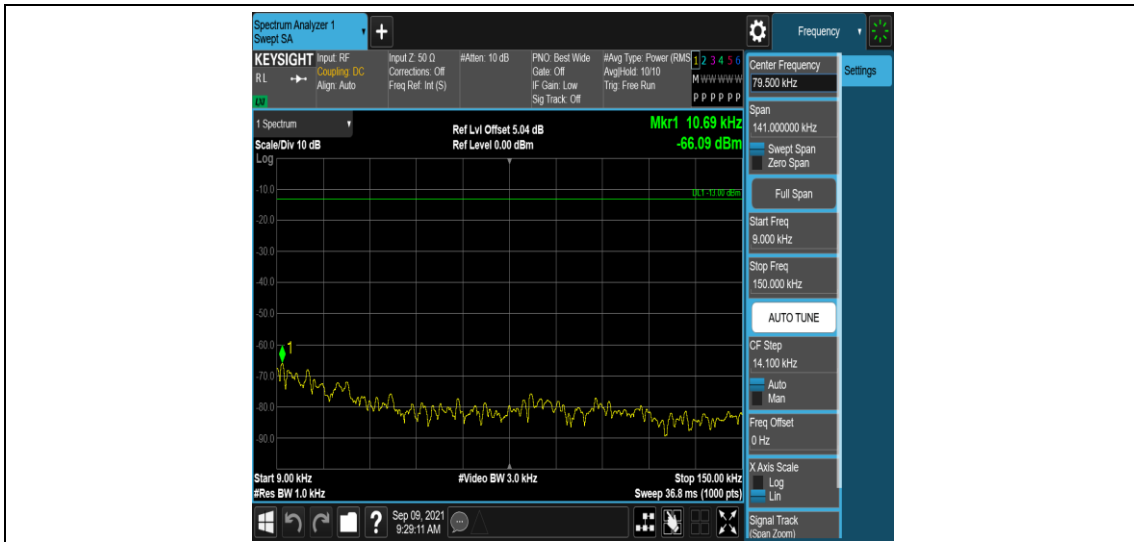 Spectrum Analyzer 1
Swept SA
Frequency
KEYSIGHT
RL
LXI
Input: RF
Coupling: DC
Align: Auto
Input Z: 50 Ω
Corrections: Off
Freq Ref: Int (S)
#Atten: 10 dB
PNO: Best Wide
Gate: Off
IF Gain: Low
Sig Track: Off
#Avg Type: Power (RMS
Avg|Hold: 10/10
Trig: Free Run
1 2 3 4 5 6
M W W W W W
P P P P P P
Center Frequency
79.500 kHz
Settings
1 Spectrum
Scale/Div 10 dB
Ref Lvl Offset 5.04 dB
Ref Level 0.00 dBm
Mkr1 10.69 kHz
-66.09 dBm
Log
DL1 -13.00 dBm
-10.0
-20.0
-30.0
-40.0
-50.0
-60.0
-70.0
-80.0
-90.0
1
Start 9.00 kHz
#Res BW 1.0 kHz
#Video BW 3.0 kHz
Stop 150.00 kHz
Sweep 36.8 ms (1000 pts)
Span
141.000000 kHz
Swept Span
Zero Span
Full Span
Start Freq
9.000 kHz
Stop Freq
150.000 kHz
AUTO TUNE
CF Step
14.100 kHz
Auto
Man
Freq Offset
0 Hz
X Axis Scale
Log
Lin
Signal Track
(Span Zoom)
?
Sep 09, 2021
9:29:11 AM